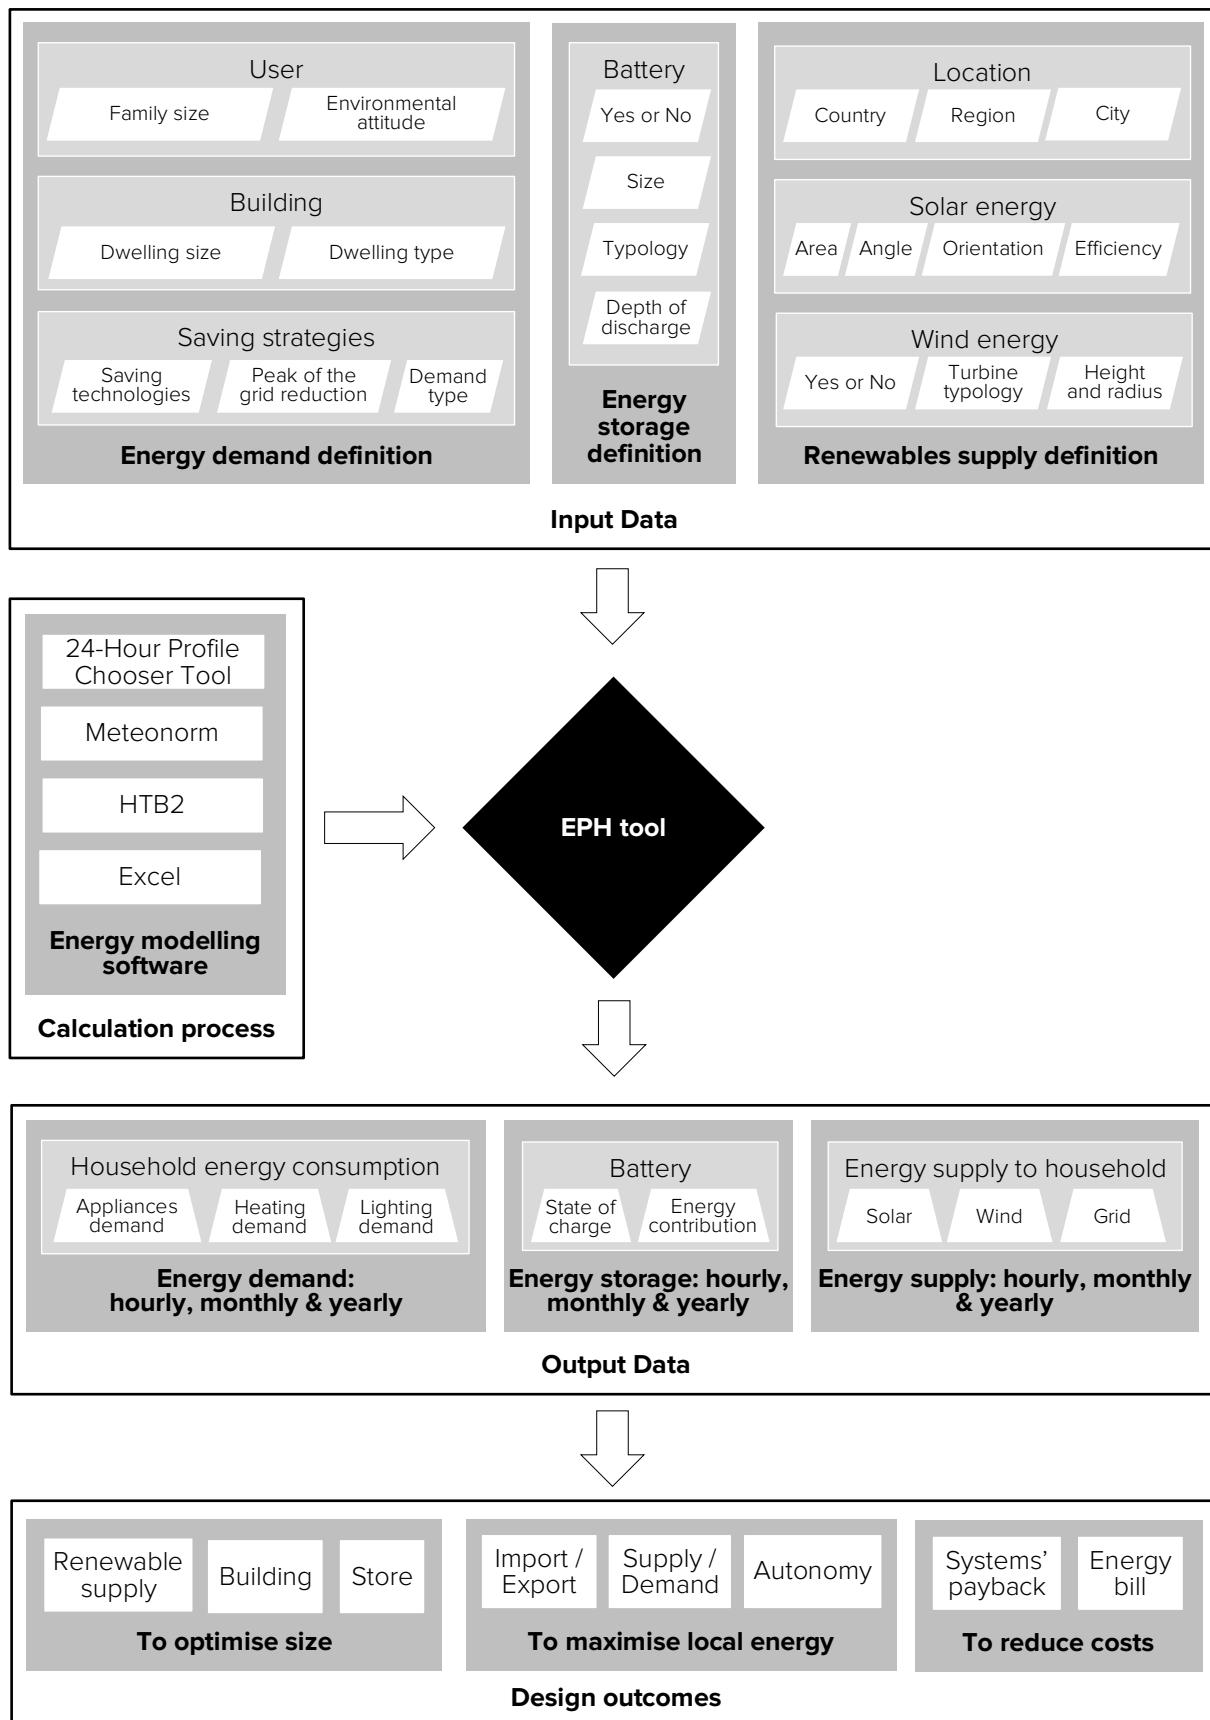 User
Family size
Environmental
attitude
Building
Dwelling size
Dwelling type
Saving strategies
Saving
technologies
Peak of the
grid reduction
Demand
type
Energy demand definition
Battery
Yes or No
Size
Typology
Depth of
discharge
Energy
storage
definition
Location
Country
Region
City
Solar energy
Area
Angle
Orientation
Efficiency
Wind energy
Yes or No
Turbine
typology
Height
and radius
Renewables supply definition
Input Data
24-Hour Profile
Chooser Tool
Meteonorm
HTB2
Excel
Energy modelling
software
Calculation process
EPH tool
Household energy consumption
Appliances
demand
Heating
demand
Lighting
demand
Energy demand:
hourly, monthly & yearly
Battery
State of
charge
Energy
contribution
Energy storage: hourly,
monthly & yearly
Energy supply to household
Solar
Wind
Grid
Energy supply: hourly, monthly
& yearly
Output Data
Renewable
supply
Building
Store
To optimise size
Import /
Export
Supply /
Demand
Autonomy
To maximise local energy
Systems'
payback
Energy
bill
To reduce costs
Design outcomes